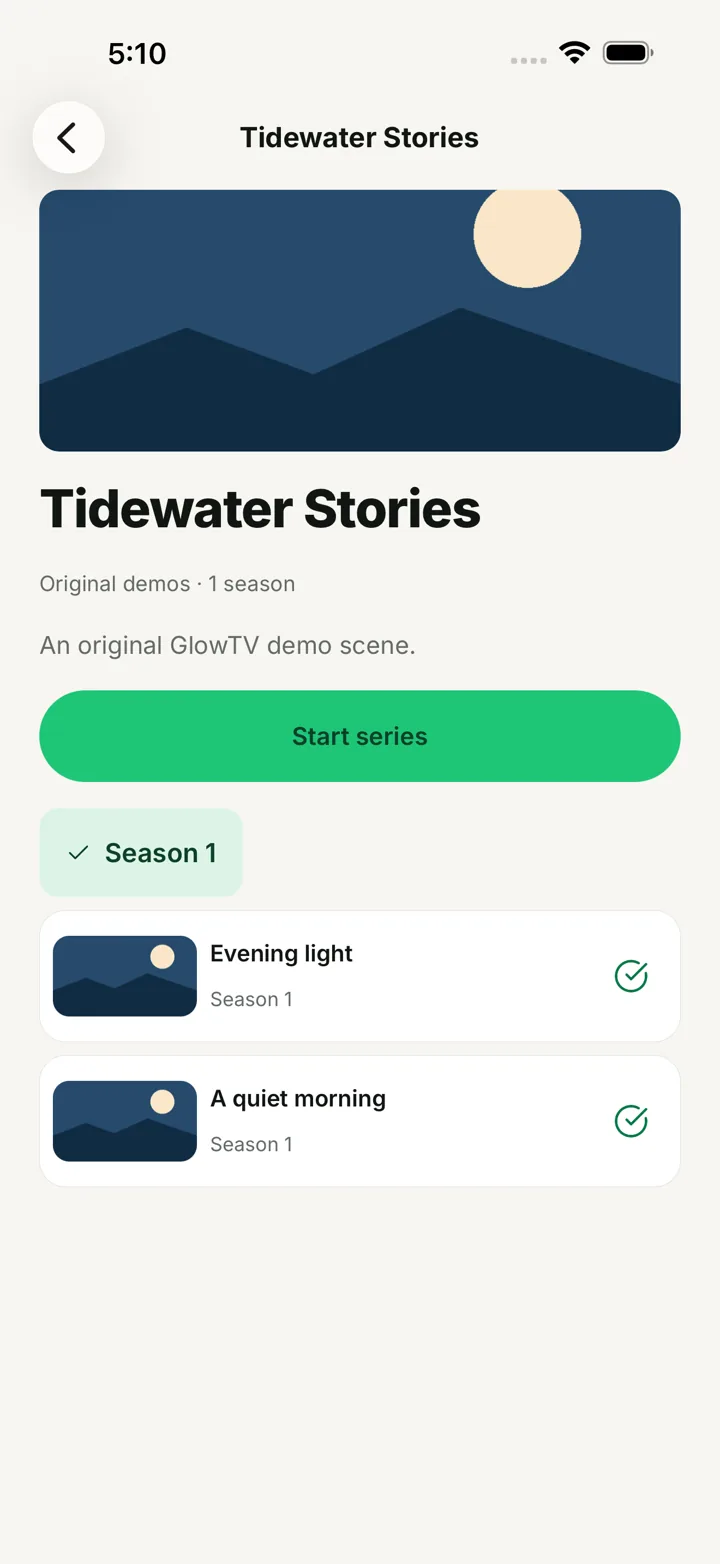 5:10
Tidewater Stories
Tidewater Stories
Original demos · 1 season
An original GlowTV demo scene.
Start series
Season 1
Evening light
Season 1
A quiet morning
Season 1